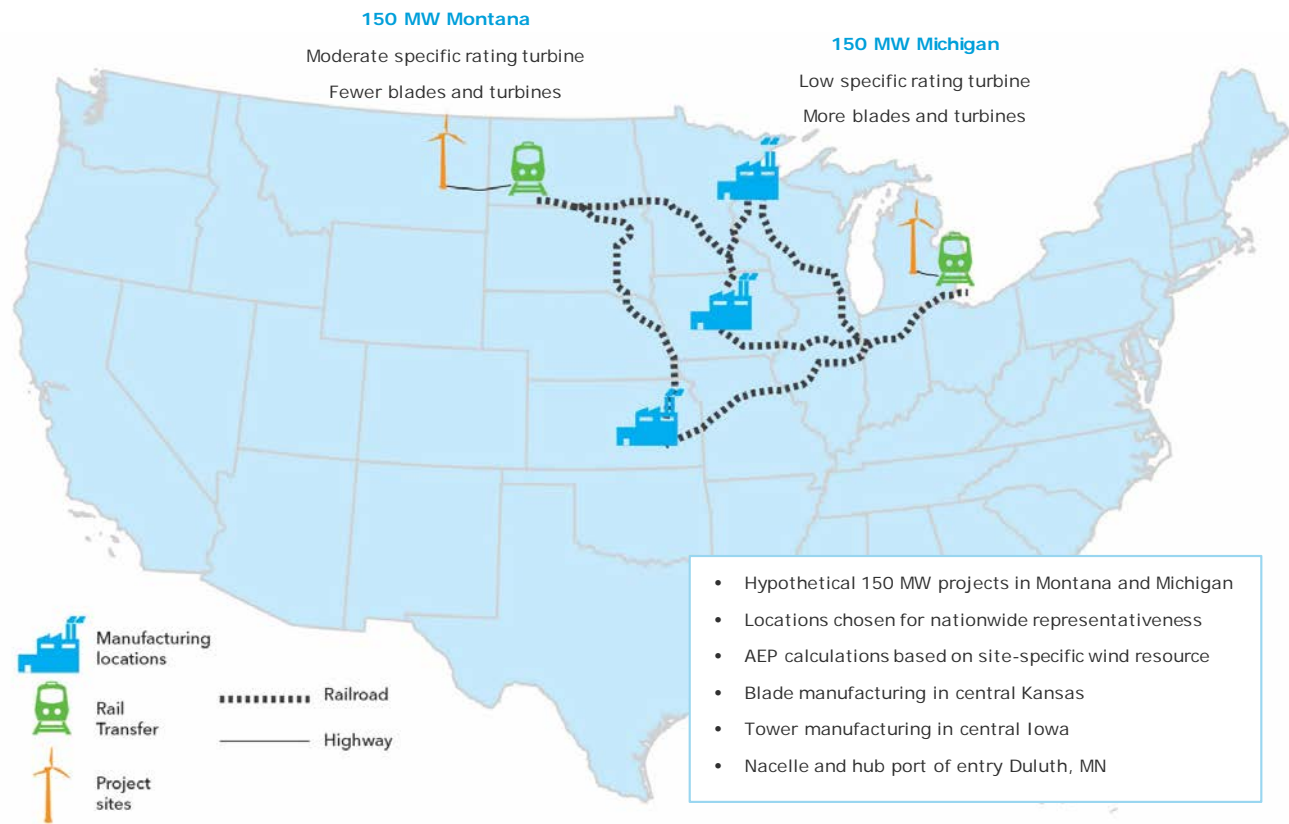 150 MW Montana
Moderate specific rating turbine
Fewer blades and turbines
150 MW Michigan
Low specific rating turbine
More blades and turbines
• Hypothetical 150 MW projects in Montana and Michigan
• Locations chosen for nationwide representativeness
• AEP calculations based on site-specific wind resource
• Blade manufacturing in central Kansas
• Tower manufacturing in central Iowa
• Nacelle and hub port of entry Duluth, MN
Manufacturing
locations
Rail
Transfer
Project
sites
Railroad
Highway